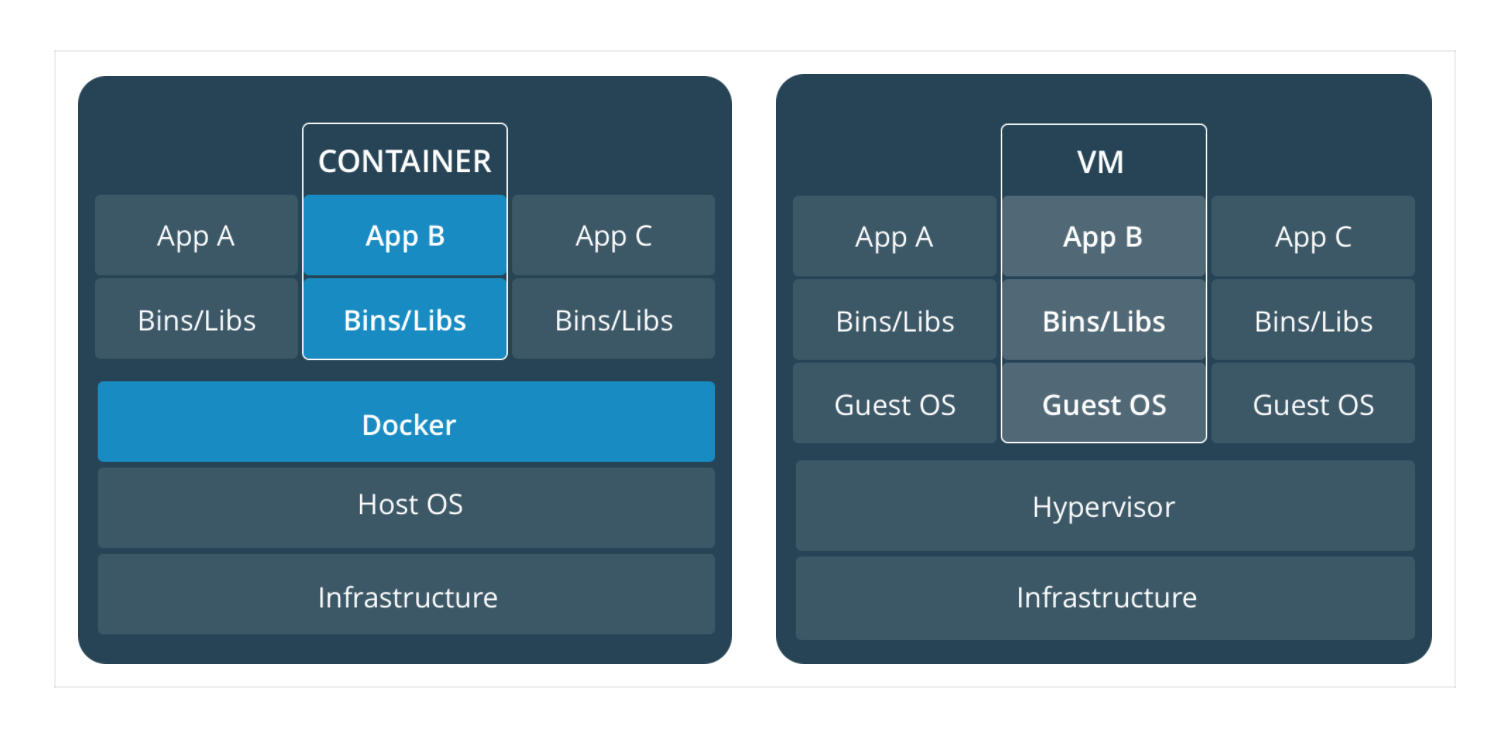 CONTAINER
App A App B App C
Bins/Libs Bins/Libs Bins/Libs
Docker
Host OS
Infrastructure
VM
App A App B App C
Bins/Libs Bins/Libs Bins/Libs
Guest OS Guest OS Guest OS
Hypervisor
Infrastructure